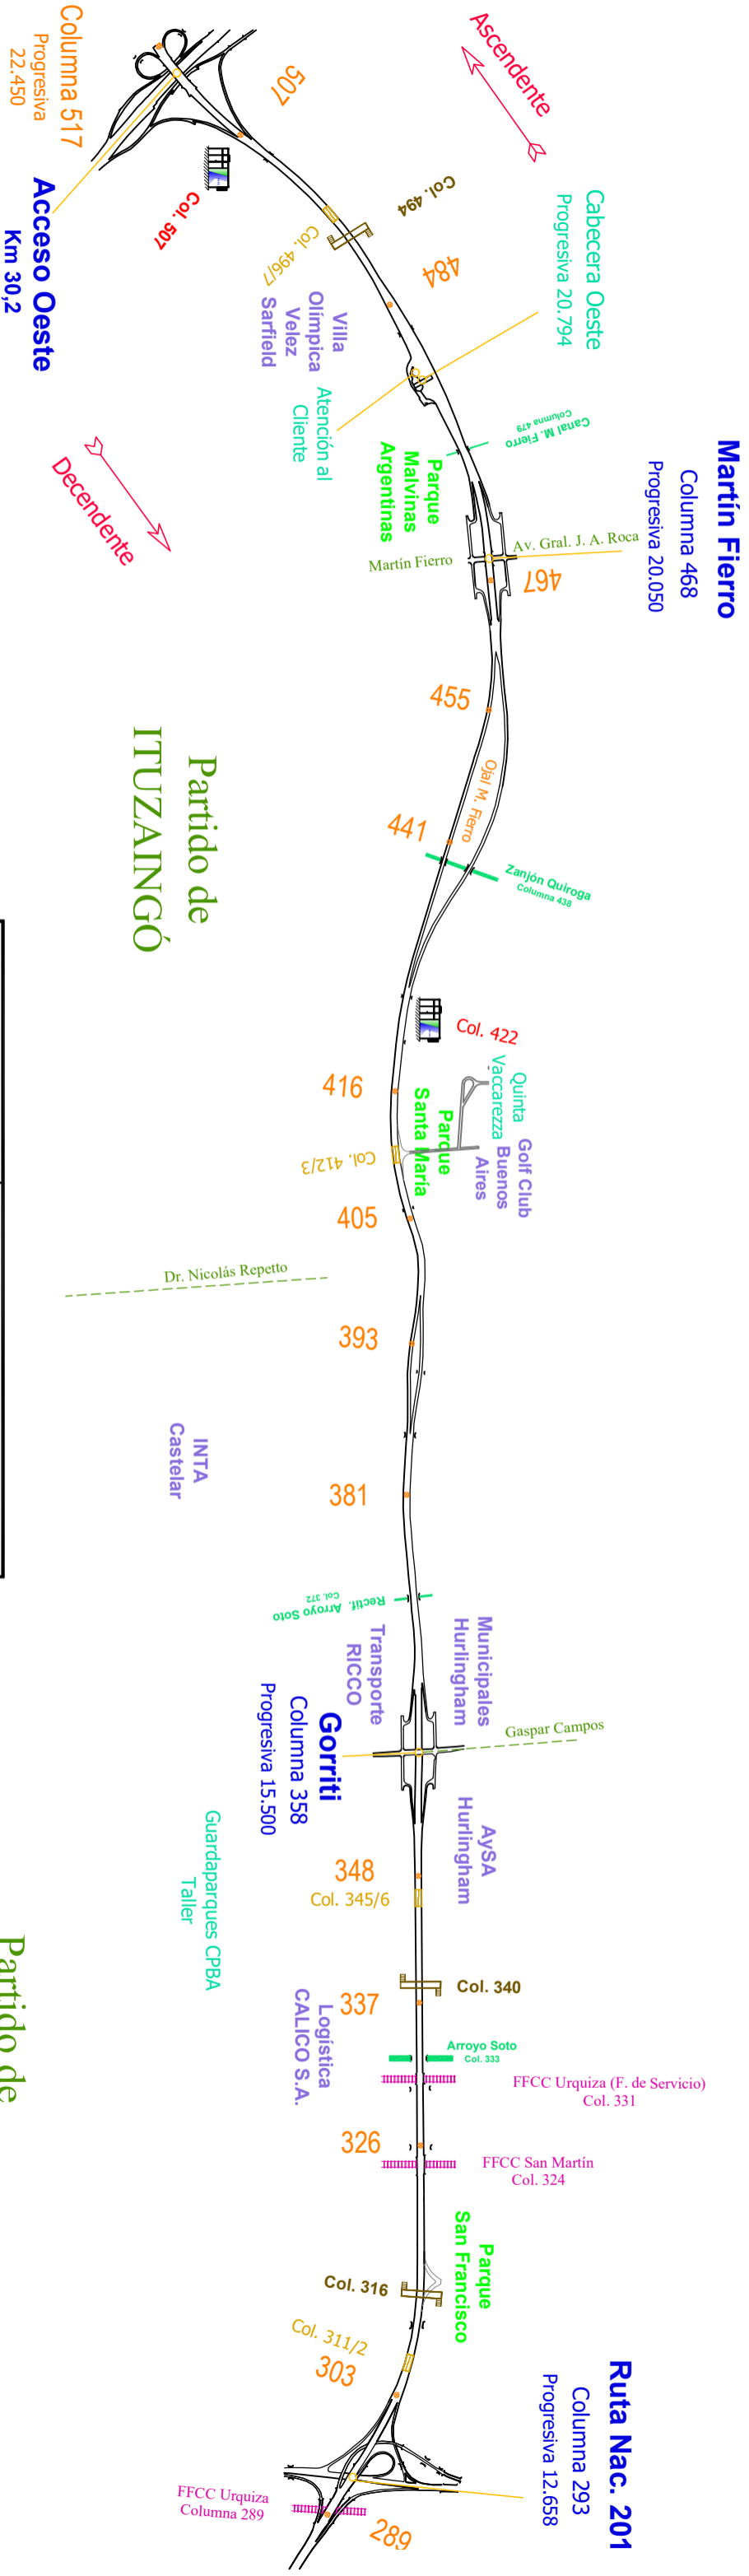 Columna 517
Progresiva
22.450
Acceso Oeste
Km 30,2
507
Ascendente
Col. 507
Col. 494
Col. 496/7
484
Cabecera Oeste
Progresiva 20.794
Villa
Olímpica
Velez
Sarfield
Atención al
Cliente
Decendente
Canal M. Fierro
Columna 479
Parque
Malvinas
Argentinas
Martín Fierro
Columna 468
Progresiva 20.050
Martín Fierro
Av. Gral. J. A. Roca
467
455
Ojal M. Fierro
441
Zanjón Quiroga
Columna 438
Partido de
ITUZAINGÓ
Col. 422
416
Quinta
Vaccarezza
Golf Club
Buenos
Aires
Parque
Santa María
Col. 412/3
405
Dr. Nicolás Repetto
393
INTA
Castelar
381
Rectif. Arroyo Soto
Col. 372
Municipales
Hurlingham
Transporte
RICCO
Gorriti
Columna 358
Progresiva 15.500
Gaspar Campos
AySA
Hurlingham
348
Col. 345/6
Guardaparques CPBA
Taller
Partido de
Col. 340
337
Logística
CALICO S.A.
Arroyo Soto
Col. 333
FFCC Urquiza (F. de Servicio)
Col. 331
326
FFCC San Martín
Col. 324
Parque
San Francisco
Col. 316
Col. 311/2
303
Ruta Nac. 201
Columna 293
Progresiva 12.658
FFCC Urquiza
Columna 289
289